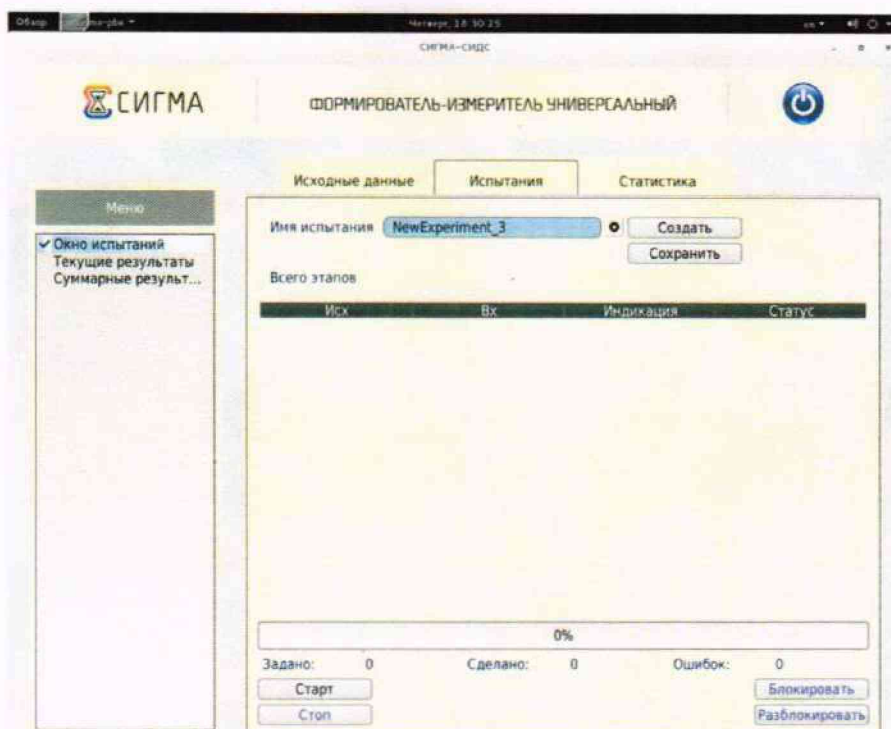 Обзор
Четверг, 18:30:25
en
СИГМА-СИДС
СИГМА
ФОРМИРОВАТЕЛЬ-ИЗМЕРИТЕЛЬ УНИВЕРСАЛЬНЫЙ
Исходные данные Испытания Статистика
Меню
Окно испытаний
Текущие результаты
Суммарные результ...
Имя испытания NewExperiment_3 Создать
Сохранить
Всего этапов
Исх Вх Индикация Статус
0%
Задано: 0 Сделано: 0 Ошибок: 0
Старт Блокировать
Стоп Разблокировать